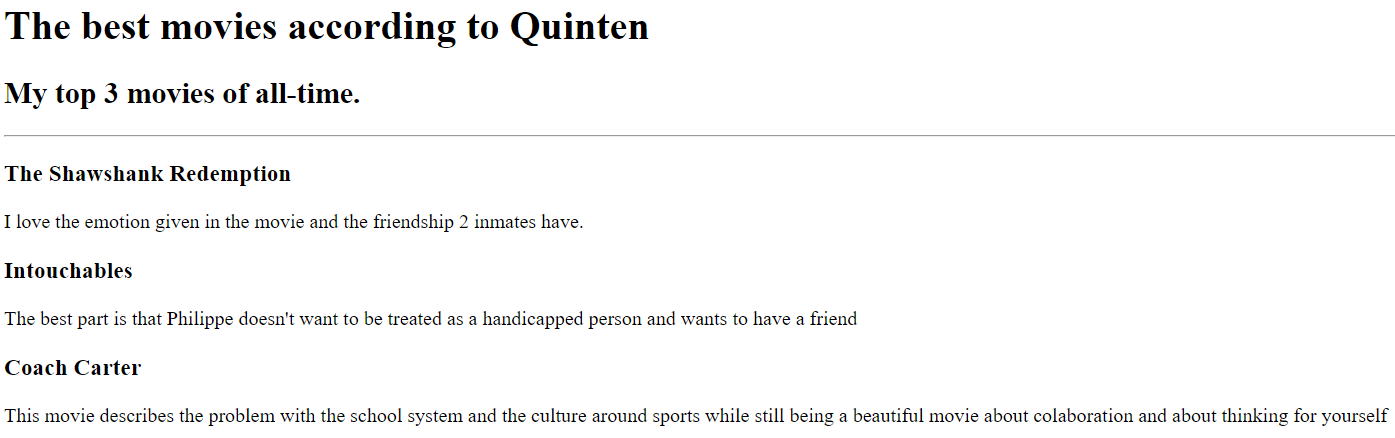 The best movies according to Quinten
My top 3 movies of all-time.
The Shawshank Redemption
I love the emotion given in the movie and the friendship 2 inmates have.
Intouchables
The best part is that Philippe doesn't want to be treated as a handicapped person and wants to have a friend
Coach Carter
This movie describes the problem with the school system and the culture around sports while still being a beautiful movie about colaboration and about thinking for yourself